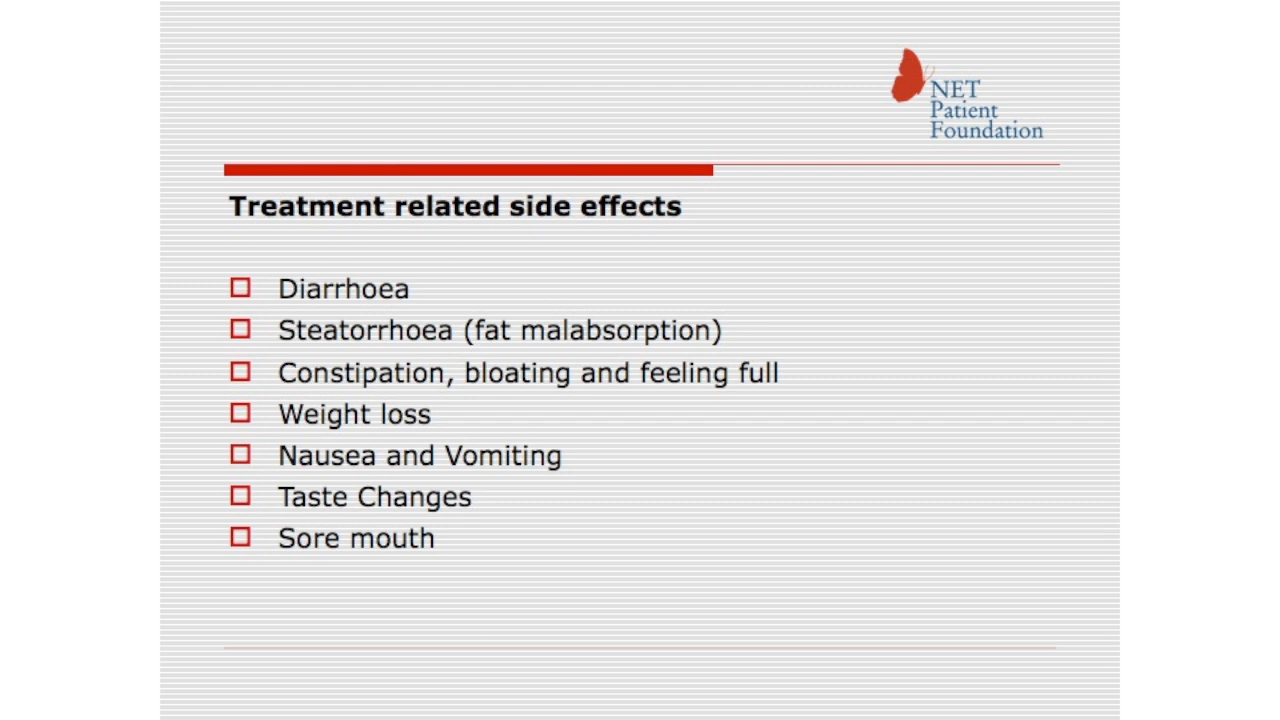 NET
Patient
Foundation
Treatment related side effects
Diarrhoea
Steatorrhoea (fat malabsorption)
Constipation, bloating and feeling full
Weight loss
Nausea and Vomiting
Taste Changes
Sore mouth